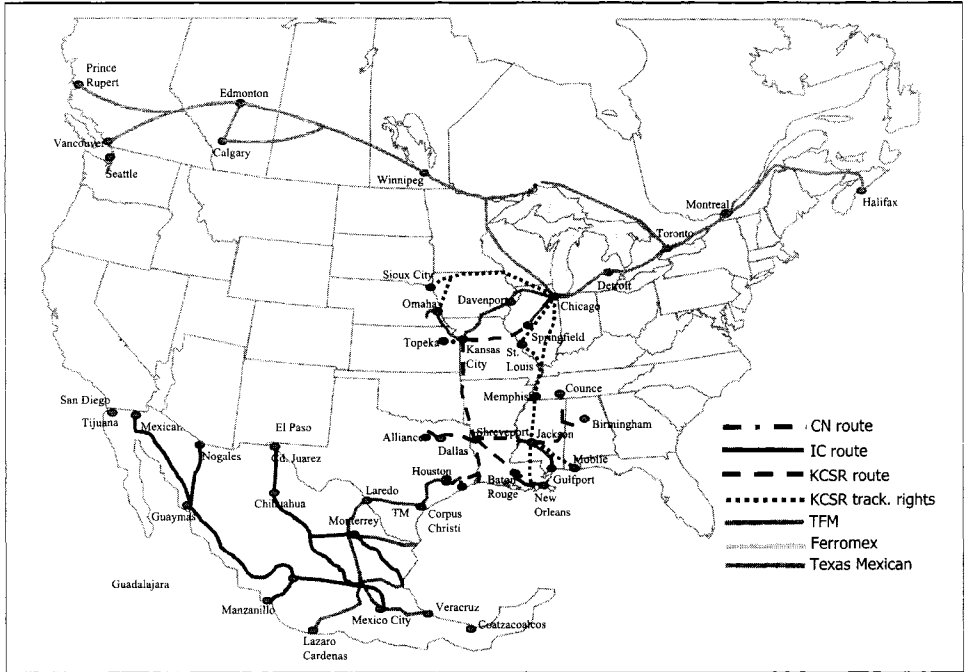 Prince
Rupert
Edmonton
Vancouver
Calgary
Seattle
Winnipeg
Montreal
Halifax
Toronto
Detroit
Sioux City
Omaha
Davenport
Chicago
Topeka
Kansas
City
Springfield
St.
Louis
Memphis
Counce
Birmingham
San Diego
Tijuana
Mexican
Nogales
El Paso
Cd. Juarez
Alliance
Dallas
Shreveport
Jackson
Mobile
Gulfport
Houston
Baton
Rouge
New
Orleans
Laredo
TM
Corpus
Christi
Chihuahua
Guaymas
Monterrey
Guadalajara
Manzanillo
Mexico City
Veracruz
Coatzacoalcos
Lazaro
Cardenas
CN route
IC route
KCSR route
KCSR track. rights
TFM
Ferromex
Texas Mexican